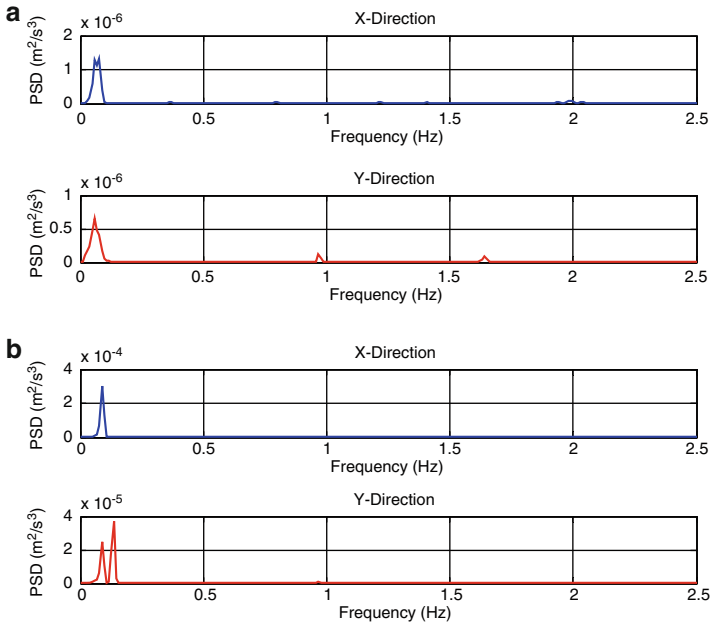 a
x 10-6
X-Direction
PSD (m2/s3)
2
1
0
0 0.5 1 1.5 2 2.5
Frequency (Hz)
x 10-6
Y-Direction
PSD (m2/s3)
1
0.5
0
0 0.5 1 1.5 2 2.5
Frequency (Hz)
b
x 10-4
X-Direction
PSD (m2/s3)
4
2
0
0 0.5 1 1.5 2 2.5
Frequency (Hz)
x 10-5
Y-Direction
PSD (m2/s3)
4
2
0
0 0.5 1 1.5 2 2.5
Frequency (Hz)